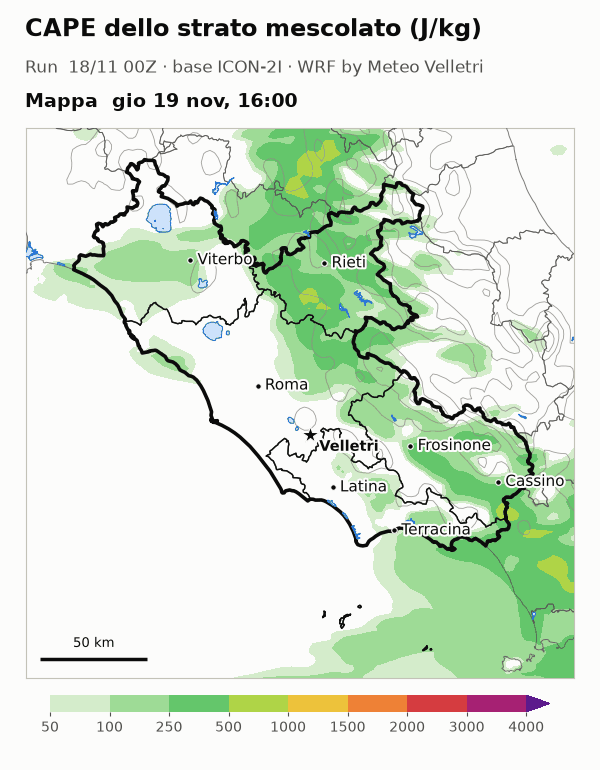 CAPE dello strato mescolato (J/kg)
Run  18/11 00Z · base ICON-2I · WRF by Meteo Velletri
Mappa  gio 19 nov, 16:00
Viterbo
Rieti
Roma
Velletri
Frosinone
Latina
Cassino
Terracina
50 km
50 100 250 500 1000 1500 2000 3000 4000